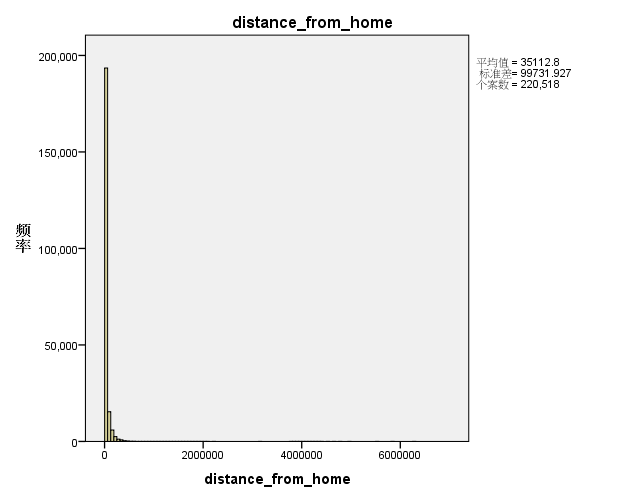 distance_from_home
平均值 = 35112.8
标准差= 99731.927
个案数 = 220,518
200,000
150,000
100,000
50,000
0
频
率
0
2000000
4000000
6000000
distance_from_home